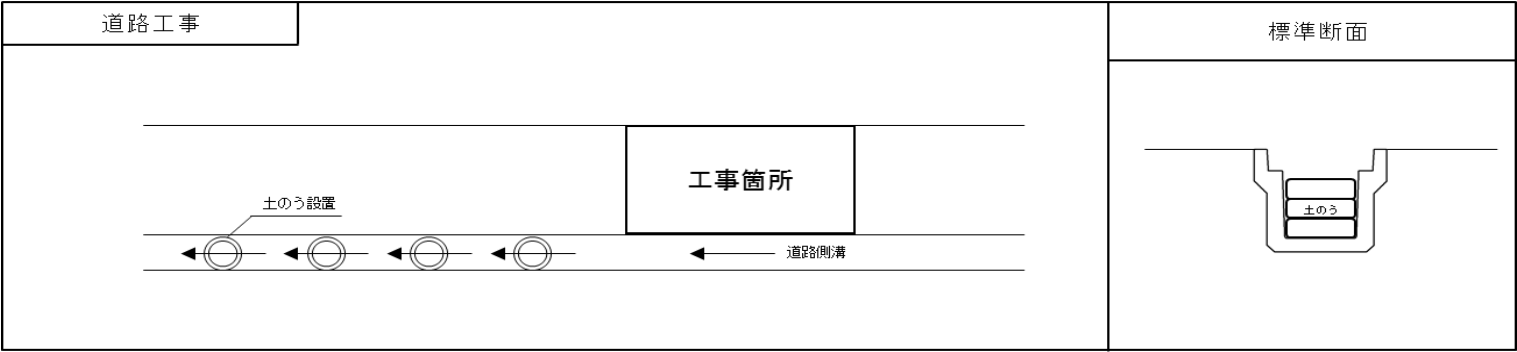 道路工事
標準断面
工事箇所
土のう設置
土のう
道路側溝